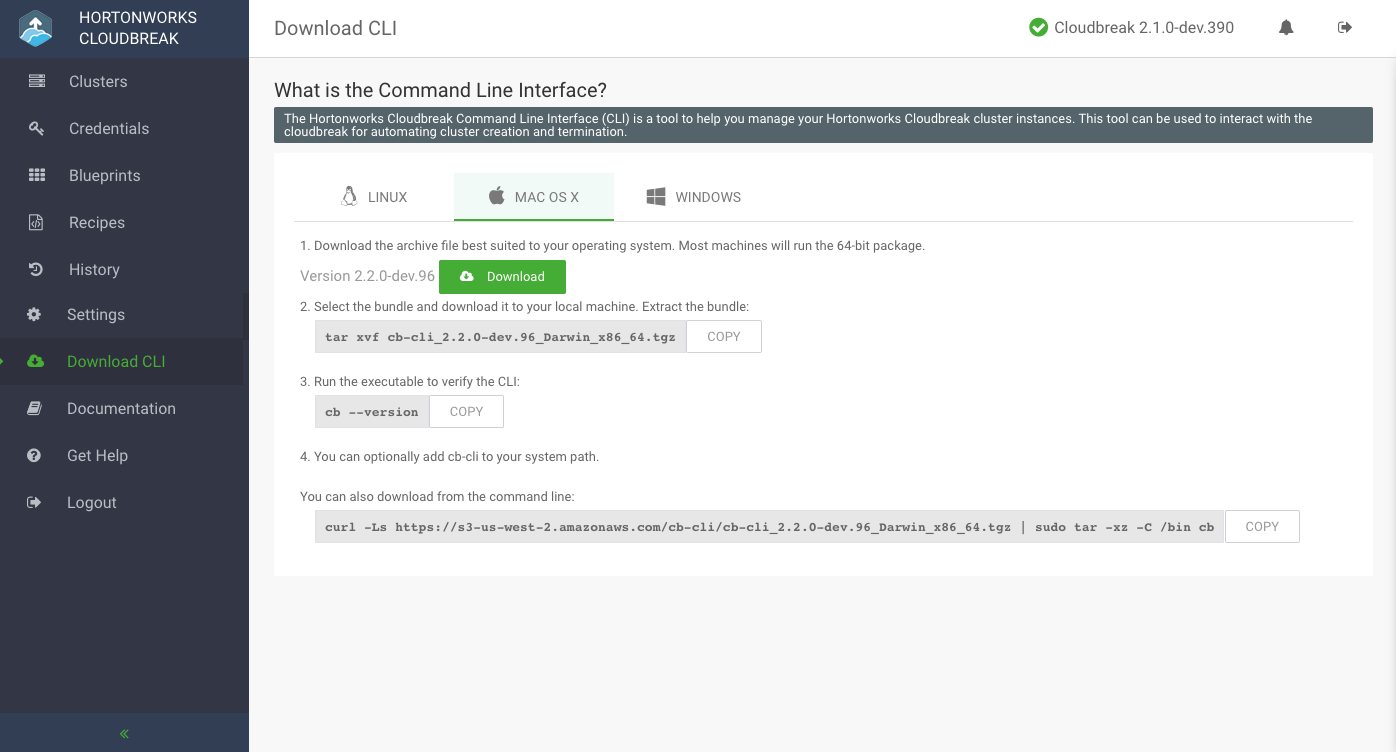 HORTONWORKS
CLOUDBREAK
Download CLI
Cloudbreak 2.1.0-dev.390
Clusters
Credentials
Blueprints
Recipes
History
Settings
Download CLI
Documentation
Get Help
Logout
What is the Command Line Interface?
The Hortonworks Cloudbreak Command Line Interface (CLI) is a tool to help you manage your Hortonworks Cloudbreak cluster instances. This tool can be used to interact with the
cloudbreak for automating cluster creation and termination.
LINUX
MAC OS X
WINDOWS
1. Download the archive file best suited to your operating system. Most machines will run the 64-bit package.
Version 2.2.0-dev.96 Download
2. Select the bundle and download it to your local machine. Extract the bundle:
tar xvf cb-cli_2.2.0-dev.96_Darwin_x86_64.tgz COPY
3. Run the executable to verify the CLI:
cb --version COPY
4. You can optionally add cb-cli to your system path.
You can also download from the command line:
curl -Ls https://s3-us-west-2.amazonaws.com/cb-cli/cb-cli_2.2.0-dev.96_Darwin_x86_64.tgz | sudo tar -xz -C /bin cb COPY